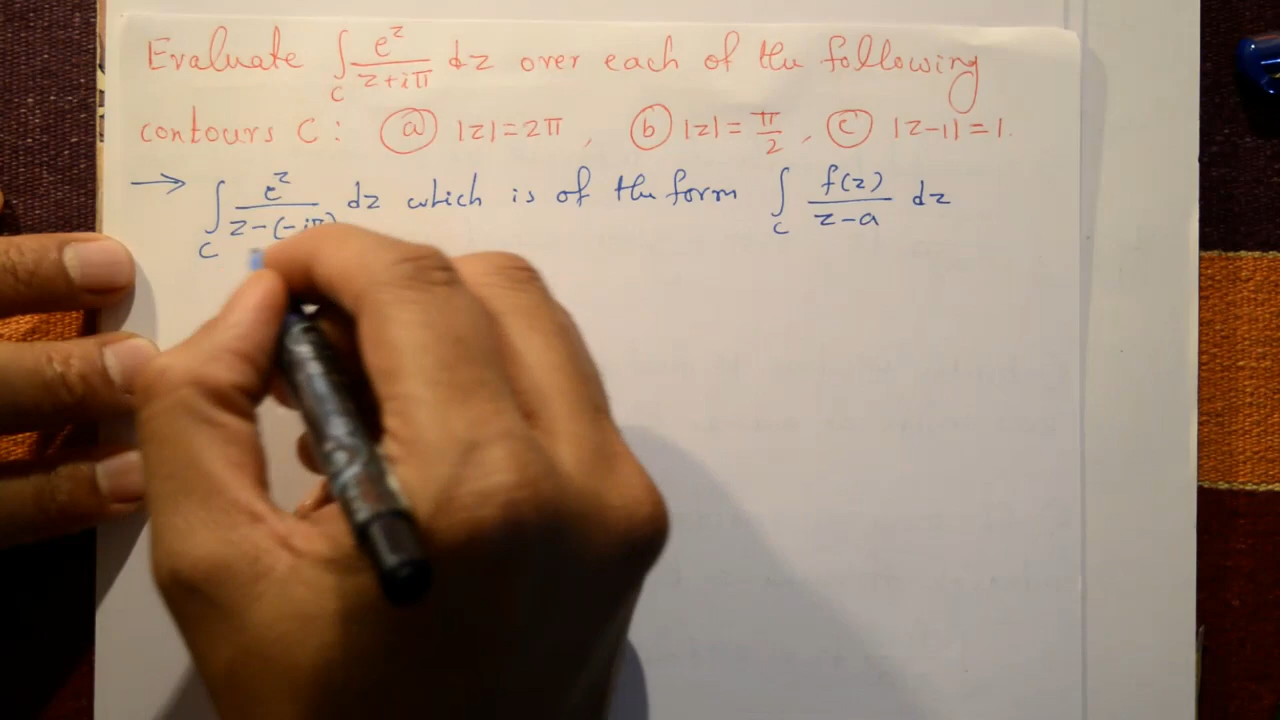 Evaluate ∫_C e^z/(z+iπ) dz over each of the following
contours C: (a) |z|=2π, (b) |z|=π/2, (c) |z-1|=1.
→ ∫_C e^z/(z-(-iπ)) dz which is of the form ∫_C f(z)/(z-a) dz